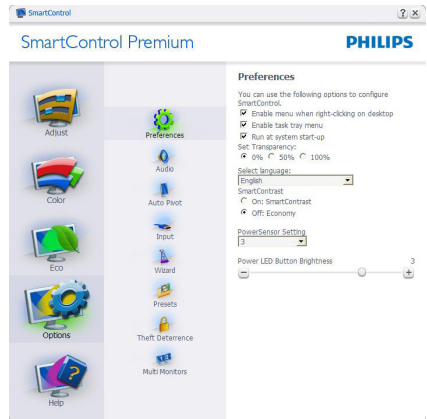 SmartControl
SmartControl Premium
PHILIPS
Adjust
Color
Eco
Options
Help
Preferences
Audio
Auto Pivot
Input
Wizard
Presets
Theft Deterrence
Multi Monitors
Preferences
You can use the following options to configure
SmartControl.
Enable menu when right-clicking on desktop
Enable task tray menu
Run at system start-up
Set Transparency:
0% 50% 100%
Select language:
English
SmartContrast
On: SmartContrast
Off: Economy
PowerSensor Setting
3
Power LED Button Brightness 3